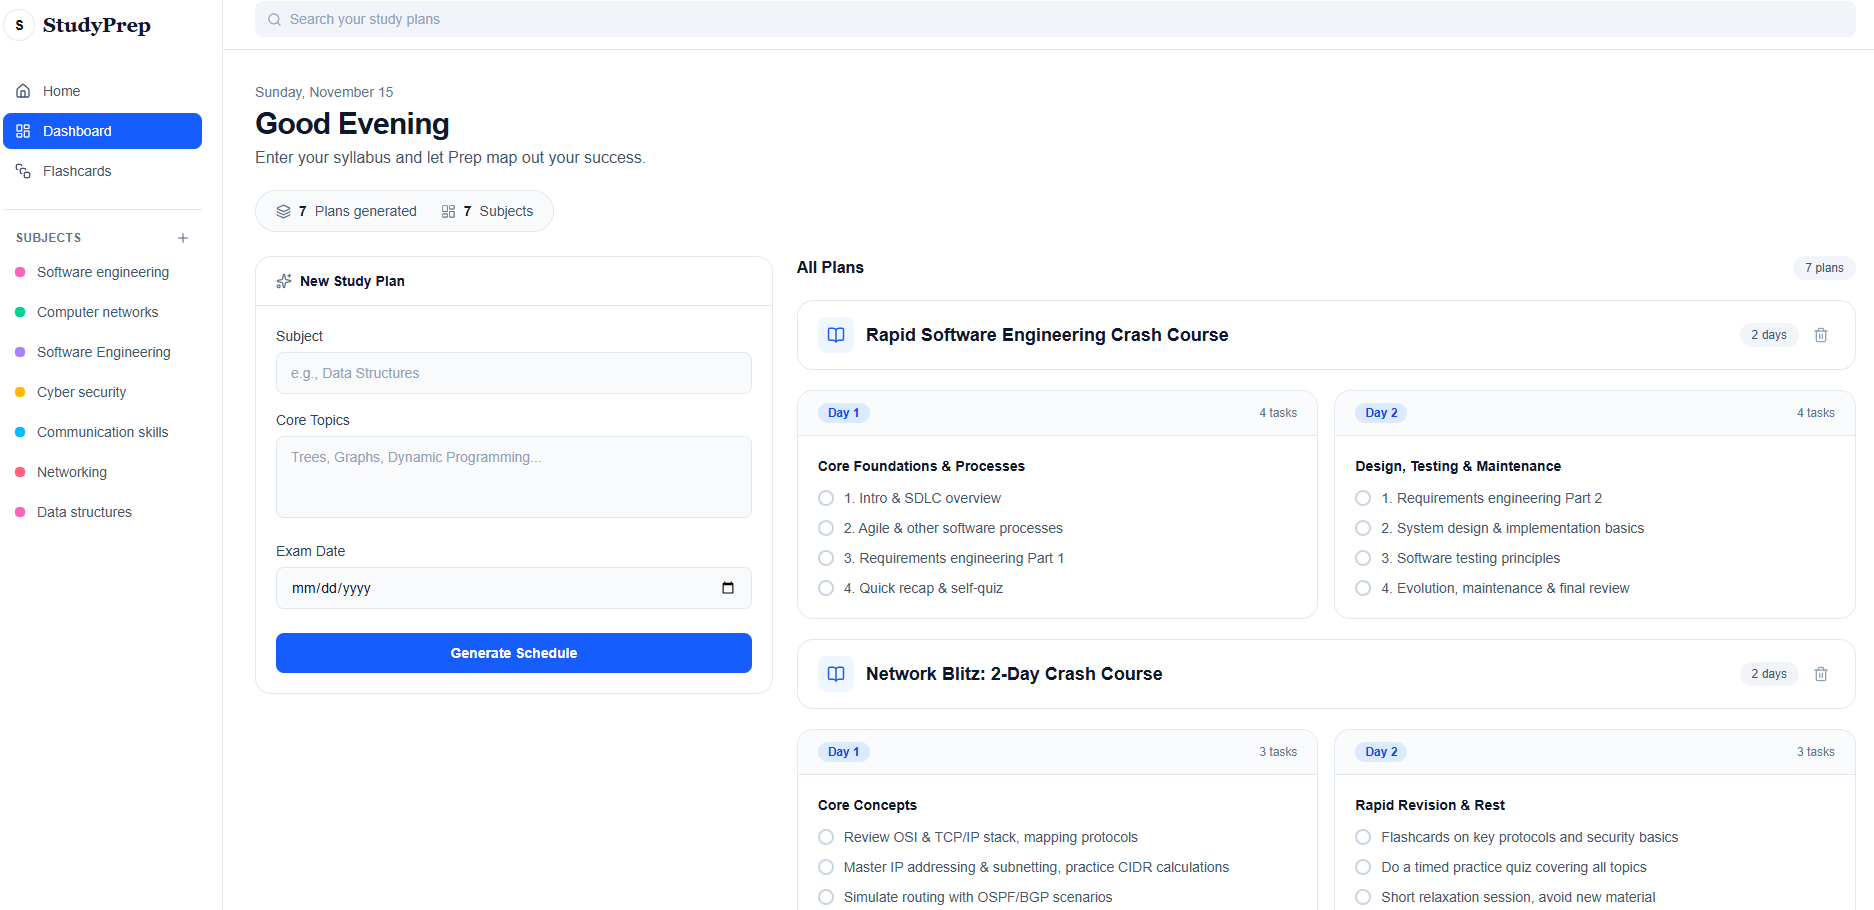 S StudyPrep
Search your study plans
Home
Dashboard
Flashcards
SUBJECTS
Software engineering
Computer networks
Software Engineering
Cyber security
Communication skills
Networking
Data structures
Sunday, November 15
Good Evening
Enter your syllabus and let Prep map out your success.
7 Plans generated 7 Subjects
New Study Plan
Subject
e.g., Data Structures
Core Topics
Trees, Graphs, Dynamic Programming...
Exam Date
mm/dd/yyyy
Generate Schedule
All Plans 7 plans
Rapid Software Engineering Crash Course 2 days
Day 1 4 tasks
Core Foundations & Processes
1. Intro & SDLC overview
2. Agile & other software processes
3. Requirements engineering Part 1
4. Quick recap & self-quiz
Day 2 4 tasks
Design, Testing & Maintenance
1. Requirements engineering Part 2
2. System design & implementation basics
3. Software testing principles
4. Evolution, maintenance & final review
Network Blitz: 2-Day Crash Course 2 days
Day 1 3 tasks
Core Concepts
Review OSI & TCP/IP stack, mapping protocols
Master IP addressing & subnetting, practice CIDR calculations
Simulate routing with OSPF/BGP scenarios
Day 2 3 tasks
Rapid Revision & Rest
Flashcards on key protocols and security basics
Do a timed practice quiz covering all topics
Short relaxation session, avoid new material